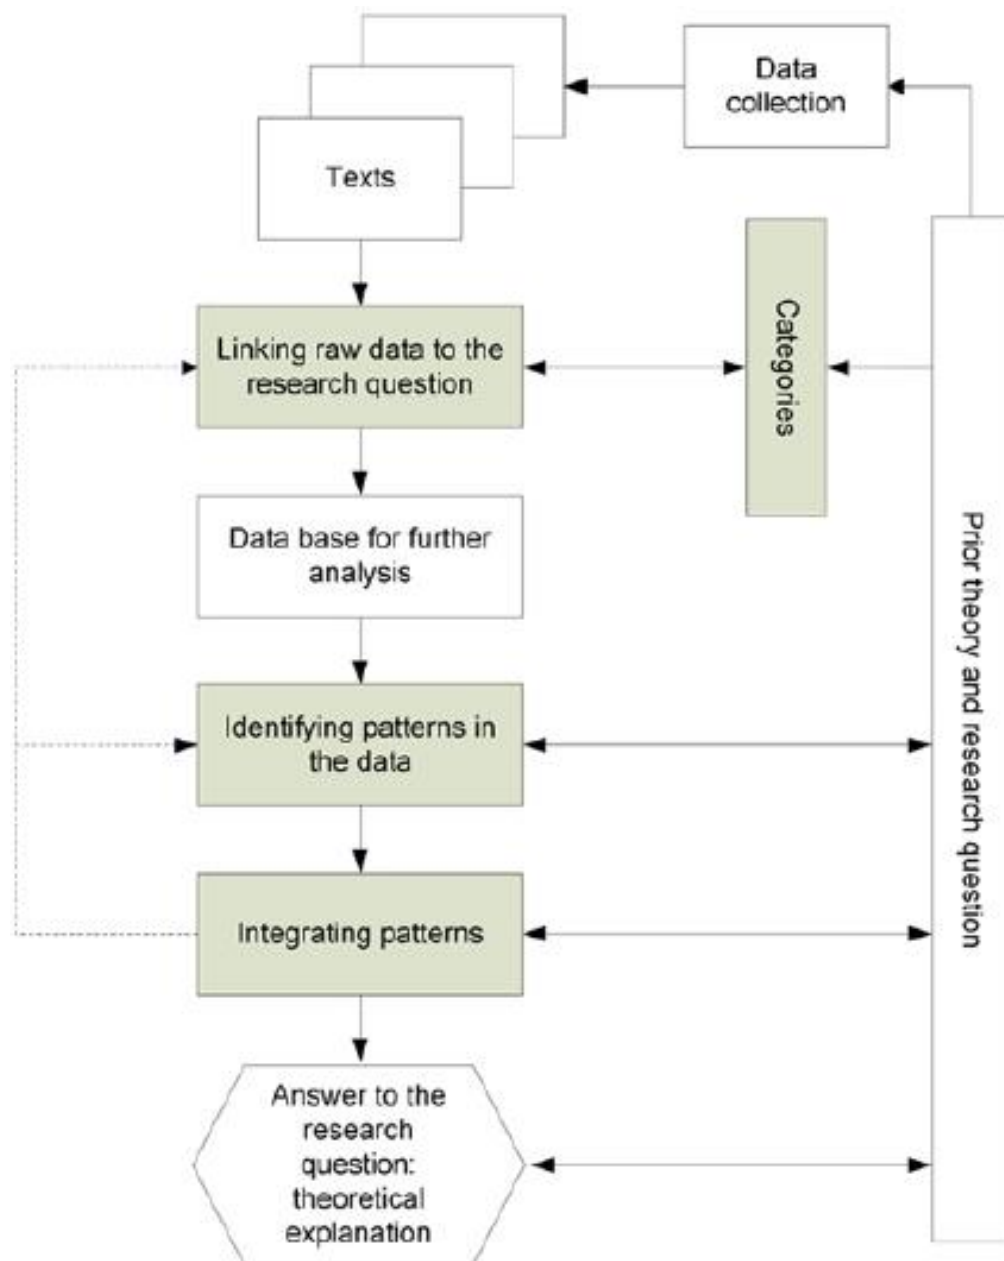 Data
collection
Texts
Categories
Linking raw data to the
research question
Data base for further
analysis
Prior theory and research question
Identifying patterns in
the data
Integrating patterns
Answer to the
research
question:
theoretical
explanation